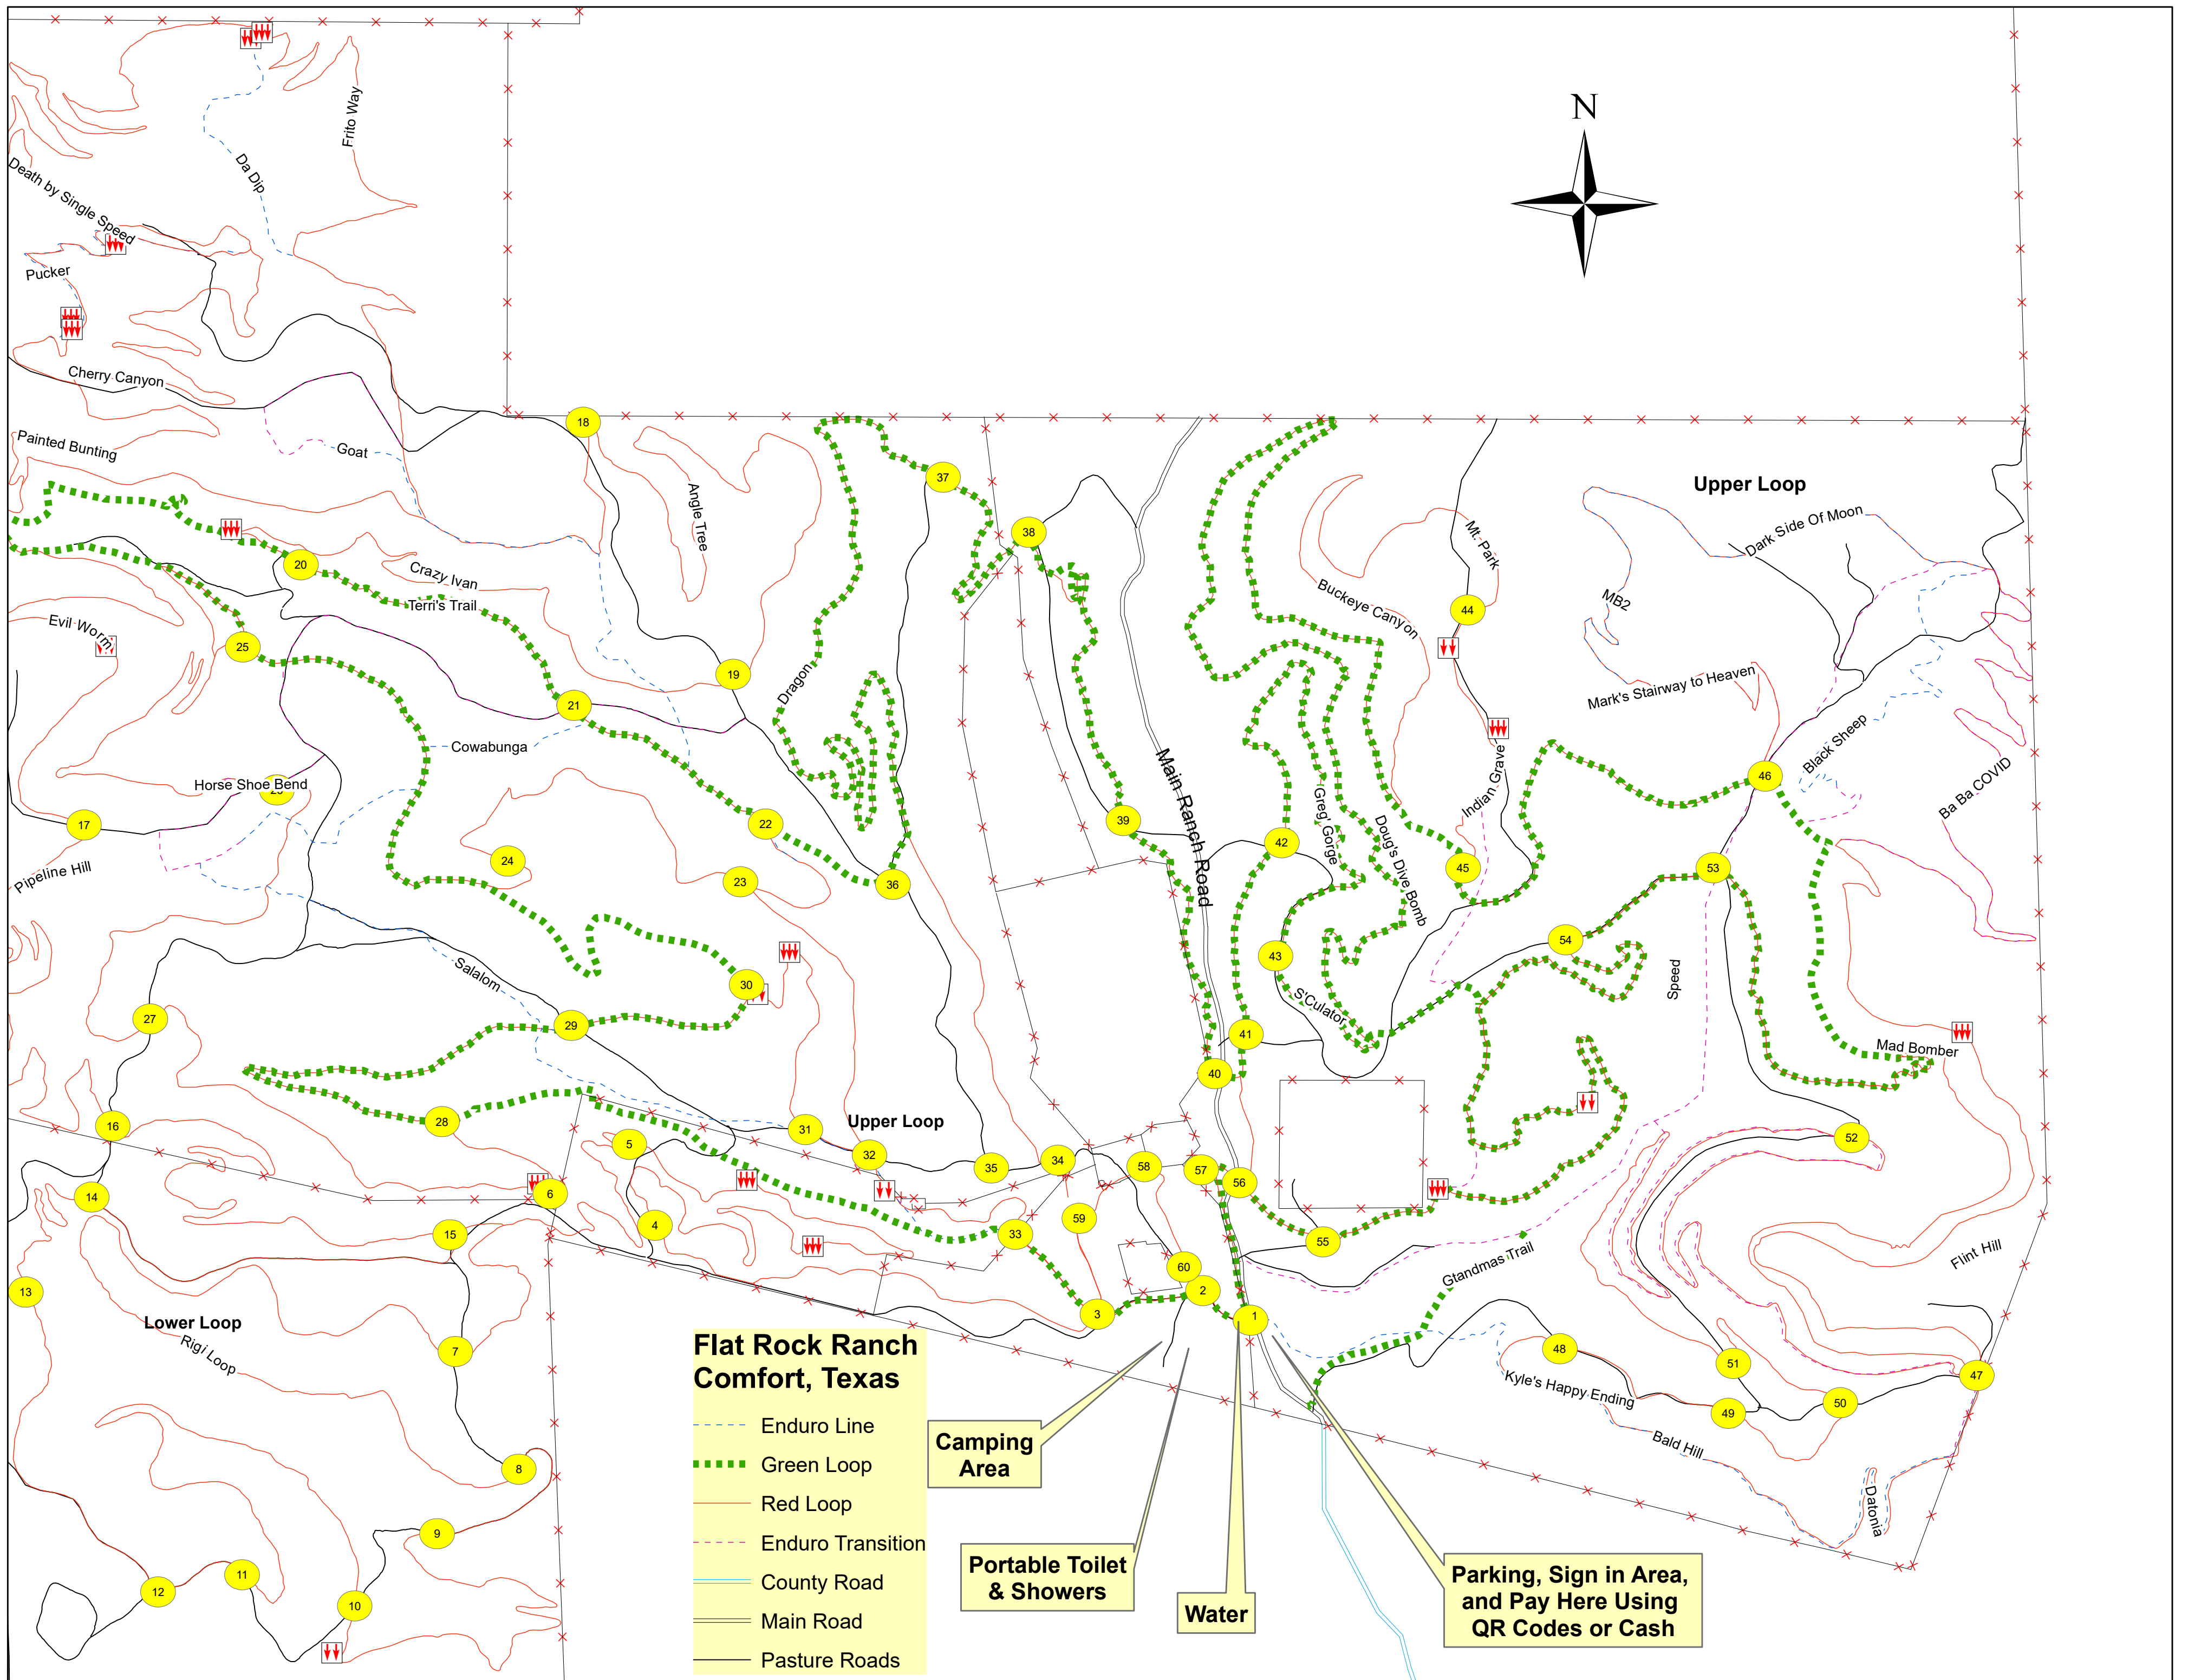 N
Frito Way
Da Dip
Death by Single Speed
Pucker
Cherry Canyon
Painted Bunting
Goat
18
Angle Tree
37
38
Upper Loop
Dark Side Of Moon
Mt. Park
MB2
Buckeye Canyon
44
20
Crazy Ivan
Terri's Trail
Evil Worm
25
19
Dragon
Mark's Stairway to Heaven
21
Cowabunga
Main Ranch Road
Indian Grave
46
Black Sheep
Ba Ba COVID
Horse Shoe Bend
17
22
39
42
Greg' Gorge
Doug's Dive Bomb
Pipeline Hill
24
23
36
45
53
54
Salalom
30
43
S'Culator
Speed
27
29
41
40
Mad Bomber
16
28
31
Upper Loop
5
32
35
34
58
57
56
52
14
6
15
4
33
59
55
60
Gtandmas Trail
Flint Hill
13
2
3
1
Lower Loop
Rigi Loop
7
48
51
47
Kyle's Happy Ending
49
50
Bald Hill
Datonia
8
9
11
12
10
Flat Rock Ranch
Comfort, Texas
Enduro Line
Green Loop
Red Loop
Enduro Transition
County Road
Main Road
Pasture Roads
Camping
Area
Portable Toilet
& Showers
Water
Parking, Sign in Area,
and Pay Here Using
QR Codes or Cash